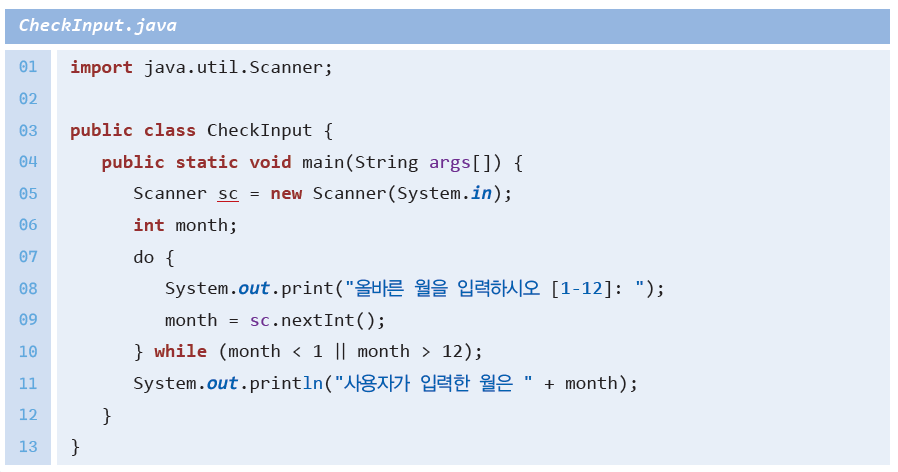 CheckInput.java
01 import java.util.Scanner;
02
03 public class CheckInput {
04 public static void main(String args[]) {
05 Scanner sc = new Scanner(System.in);
06 int month;
07 do {
08 System.out.print("올바른 월을 입력하시오 [1-12]: ");
09 month = sc.nextInt();
10 } while (month < 1 || month > 12);
11 System.out.println("사용자가 입력한 월은 " + month);
12 }
13 }